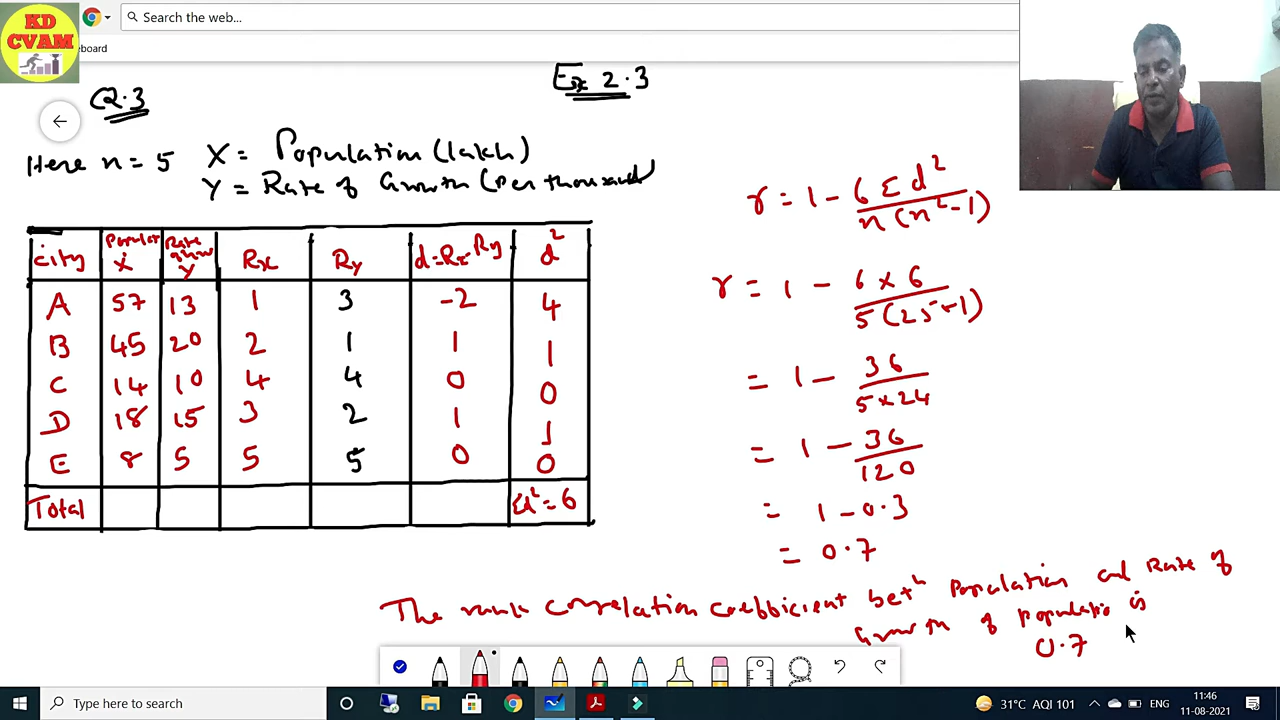 KD
CVAM
Search the web...
eboard
Ex 2.3
Q.3
Here n = 5 X = Population (lakh)
Y = Rate of Growth (per thousand
City Populat X Rate Y Rx Ry d=Rx-Ry d²
A 57 13 1 3 -2 4
B 45 20 2 1 1 1
C 14 10 4 4 0 0
D 18 15 3 2 1 1
E 8 5 5 5 0 0
Total Σd² = 6
r = 1 - 6 Σ d² / n (n² - 1)
r = 1 - 6 x 6 / 5 (25 - 1)
= 1 - 36 / 5 x 24
= 1 - 36 / 120
= 1 - 0.3
= 0.7
The rank correlation coefficient betⁿ Population and Rate of
Growth of populatio is
0.7
Type here to search
31°C AQI 101
ENG
11:46
11-08-2021